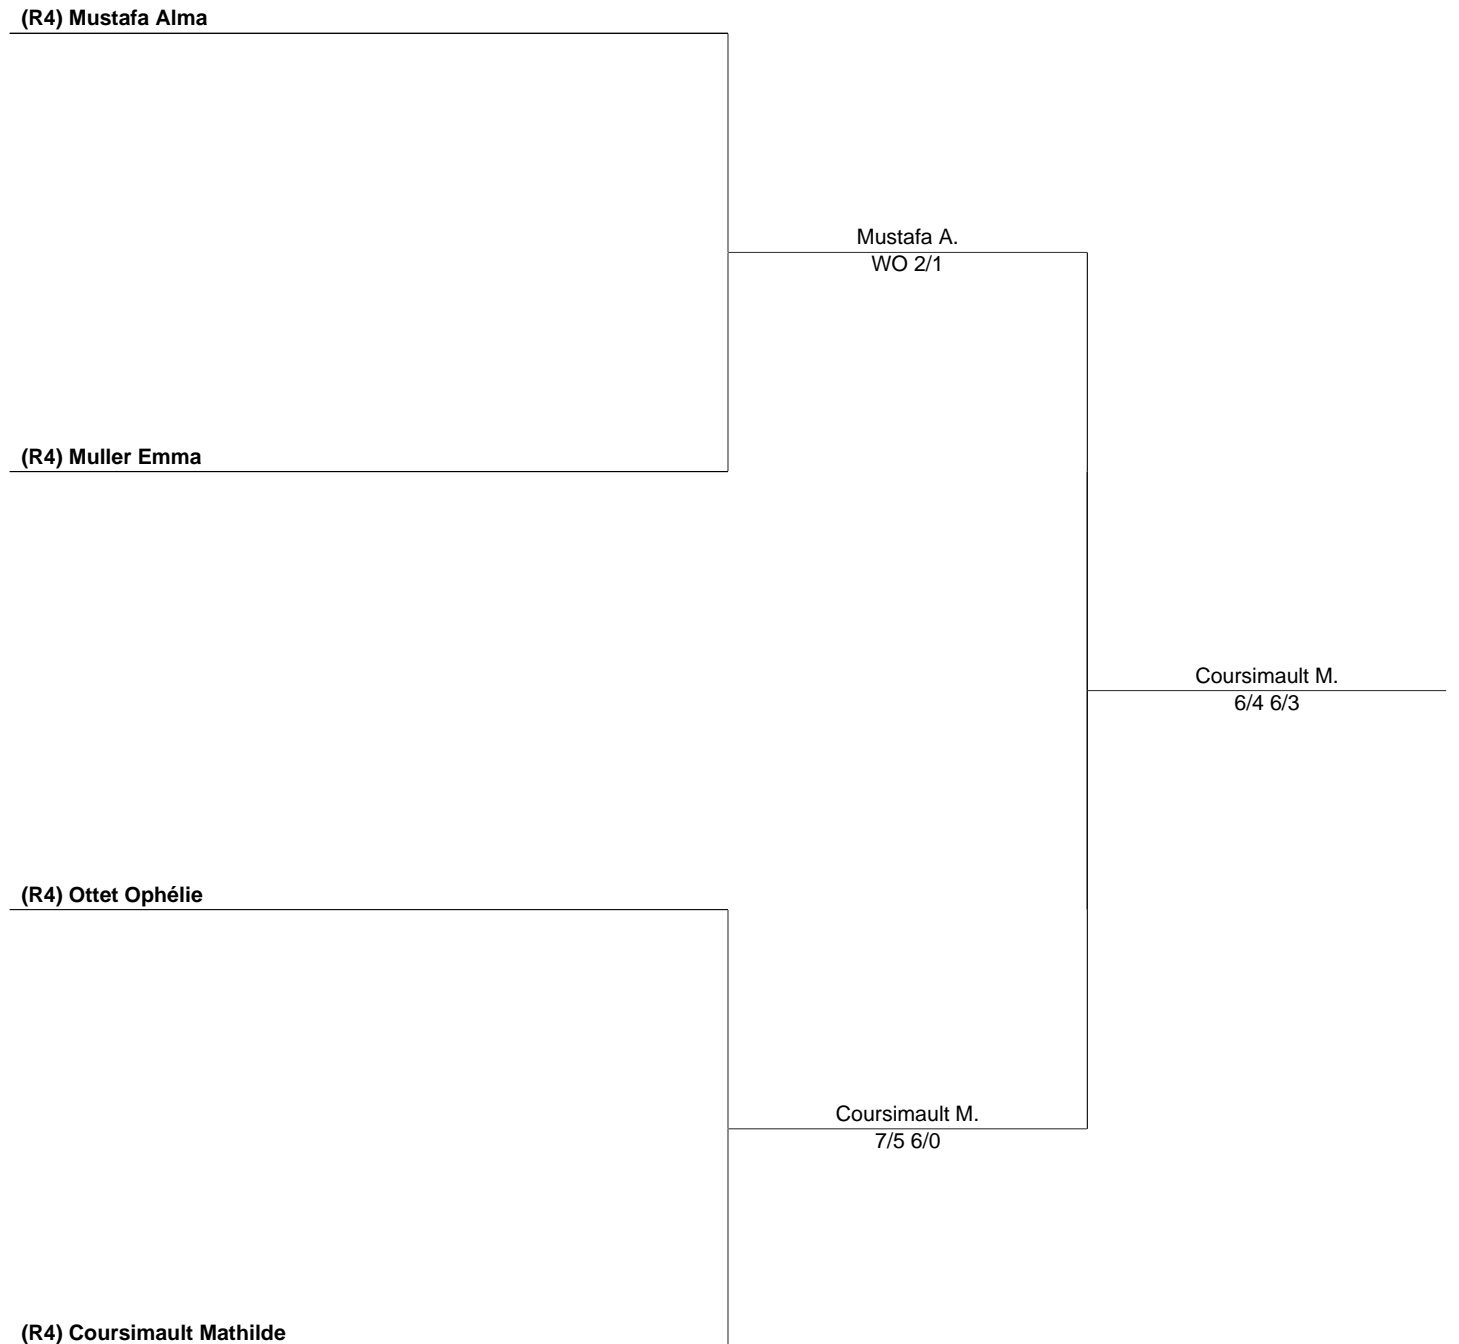 (R4) Mustafa Alma
Mustafa A.
WO 2/1
(R4) Muller Emma
Coursimault M.
6/4 6/3
(R4) Ottet Ophélie
Coursimault M.
7/5 6/0
(R4) Coursimault Mathilde